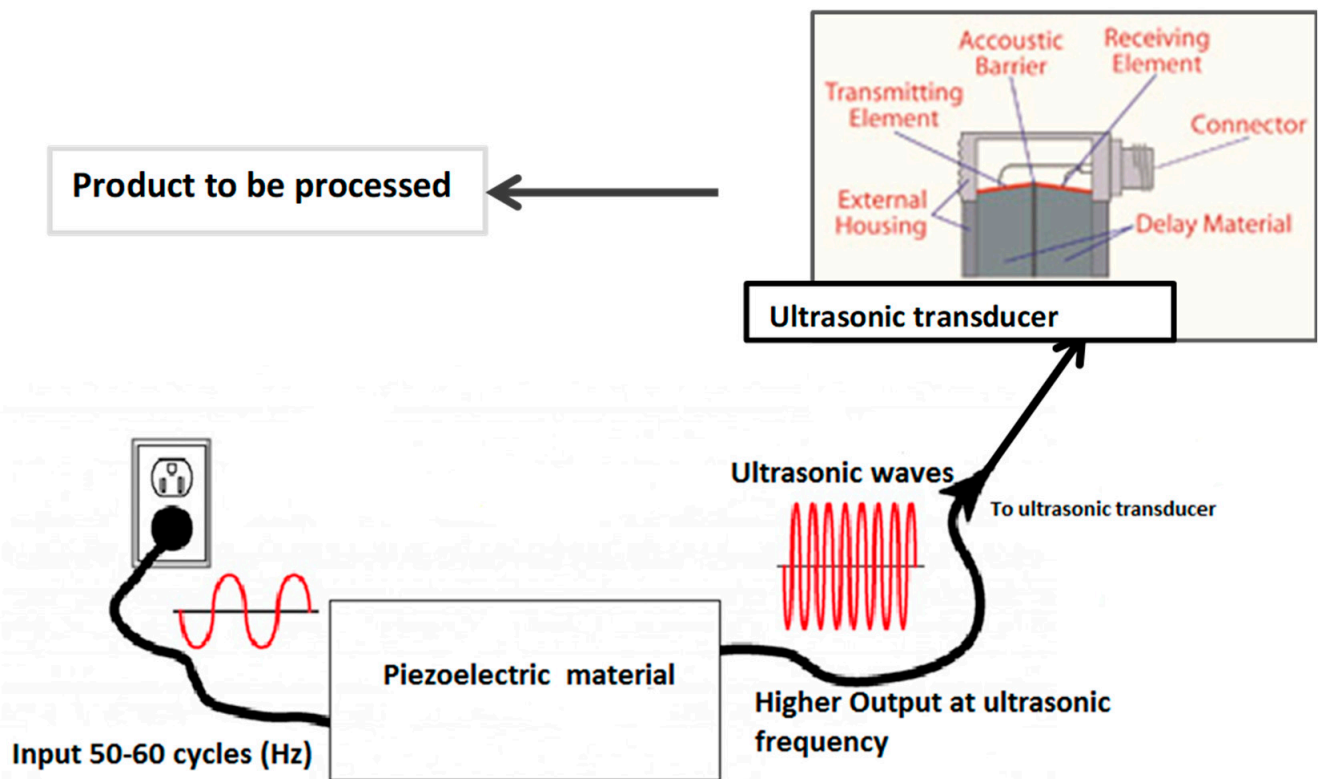 Accoustic
Barrier
Receiving
Element
Transmitting
Element
Connector
Product to be processed
External
Housing
Delay Material
Ultrasonic transducer
Ultrasonic waves
To ultrasonic transducer
Piezoelectric material
Higher Output at ultrasonic
frequency
Input 50-60 cycles (Hz)